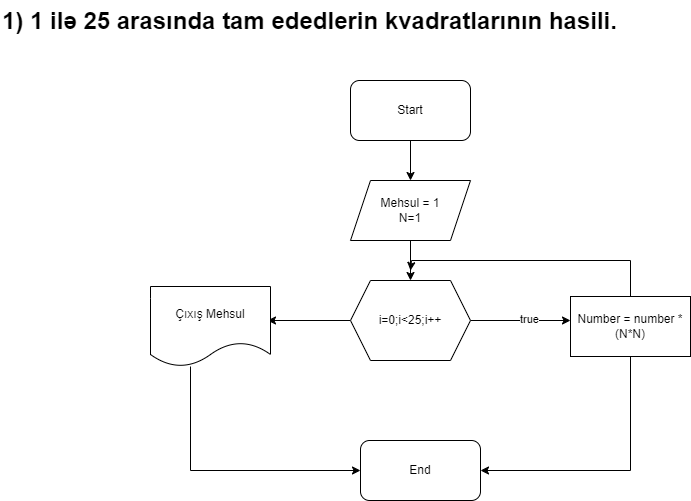 1) 1 ilə 25 arasında tam ededlerin kvadratlarının hasili.
Start
Mehsul = 1
N=1
Çıxış Mehsul
i=0;i<25;i++
true
Number = number *
(N*N)
End